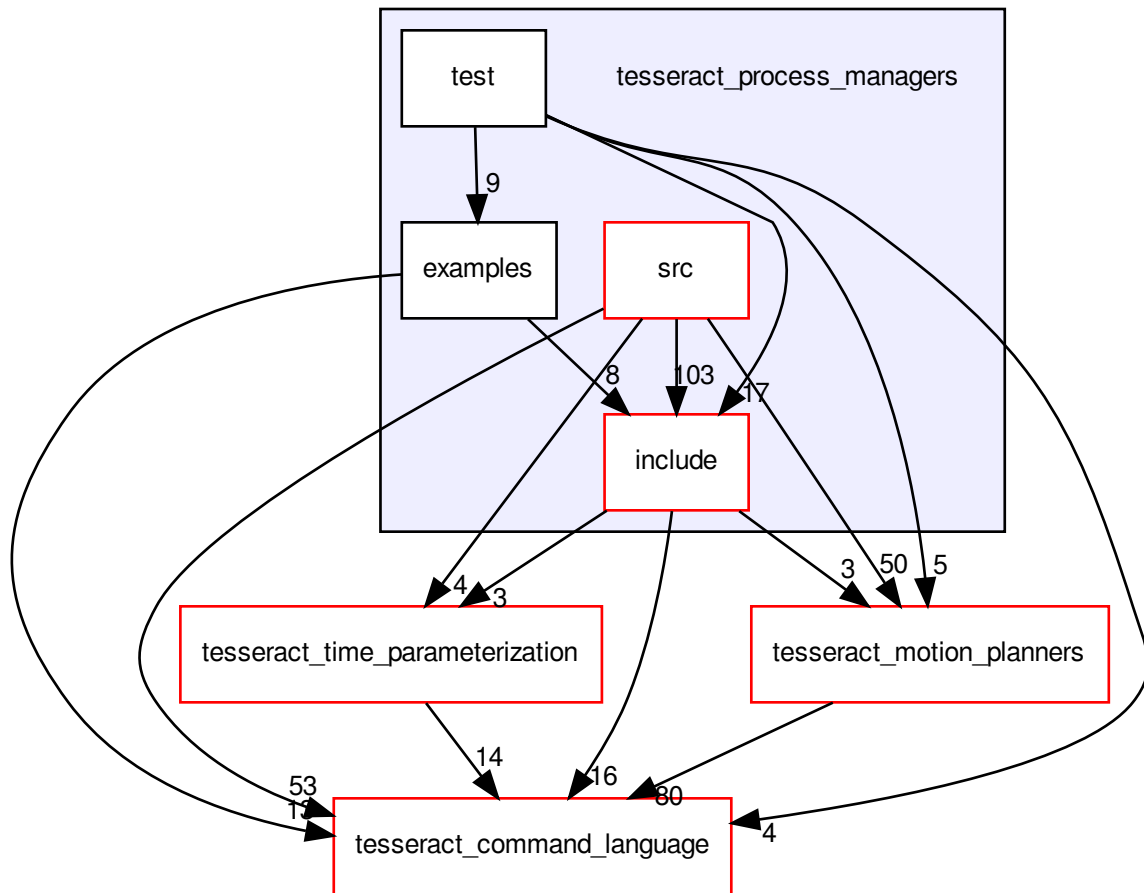 test
tesseract_process_managers
9
examples
src
8
103
17
include
4
3
3
50
5
tesseract_time_parameterization
tesseract_motion_planners
14
16
80
53
13
4
tesseract_command_language